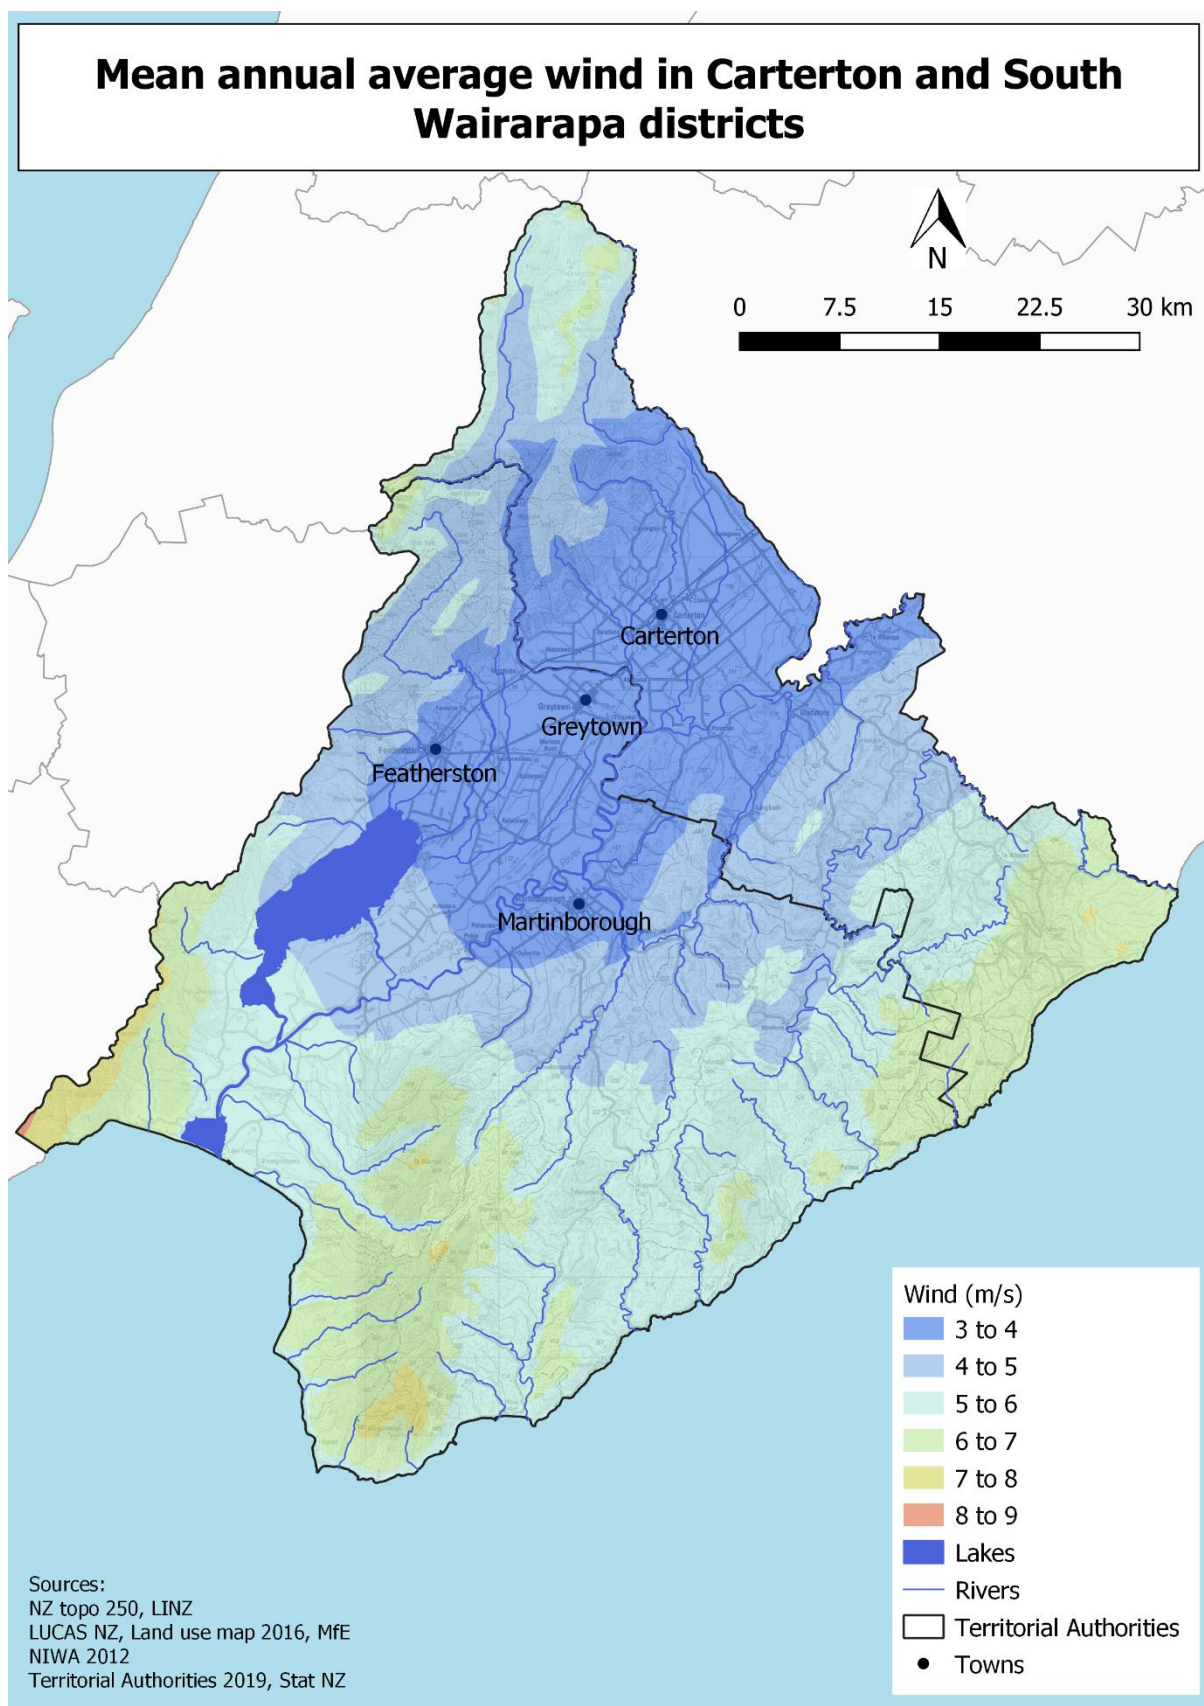 Mean annual average wind in Carterton and South
Wairarapa districts
N
0 7.5 15 22.5 30 km
Carterton
Greytown
Featherston
Martinborough
Wind (m/s)
3 to 4
4 to 5
5 to 6
6 to 7
7 to 8
8 to 9
Lakes
Rivers
Territorial Authorities
Towns
Sources:
NZ topo 250, LINZ
LUCAS NZ, Land use map 2016, MfE
NIWA 2012
Territorial Authorities 2019, Stat NZ